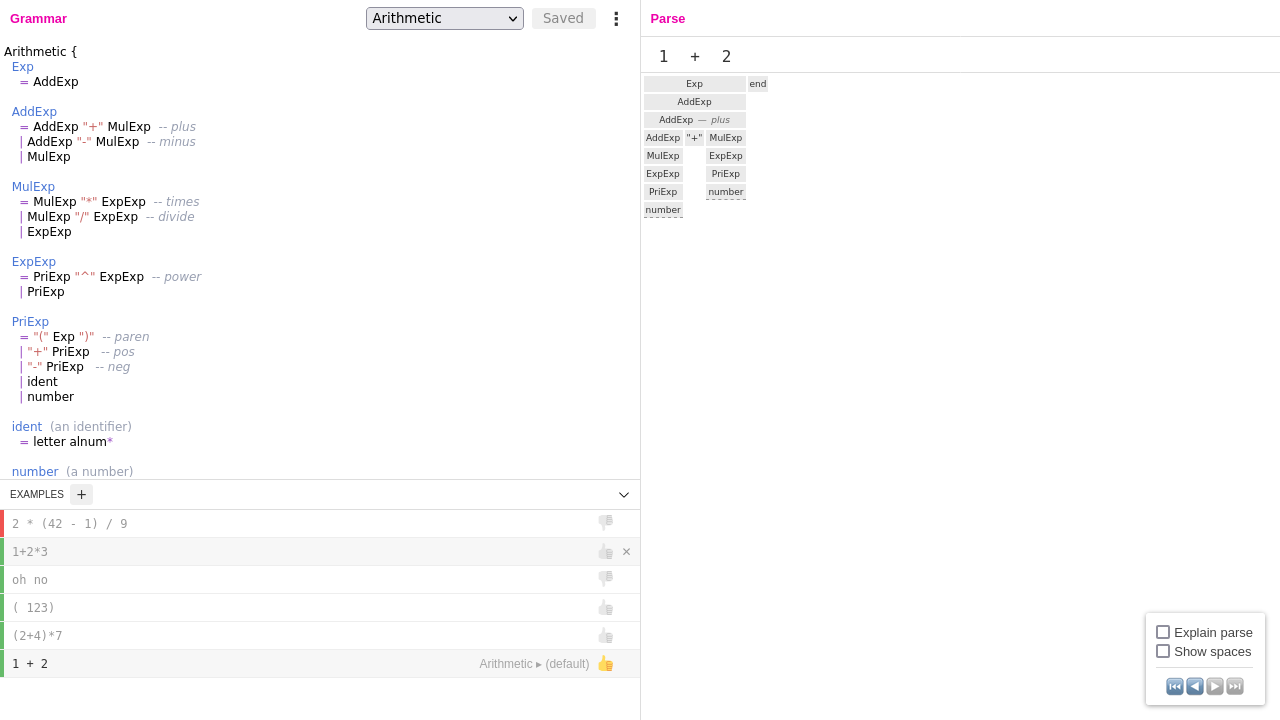 Grammar
Arithmetic
Saved
Parse
Arithmetic {
Exp
= AddExp
AddExp
= AddExp "+" MulExp -- plus
| AddExp "-" MulExp -- minus
| MulExp
MulExp
= MulExp "*" ExpExp -- times
| MulExp "/" ExpExp -- divide
| ExpExp
ExpExp
= PriExp "^" ExpExp -- power
| PriExp
PriExp
= "(" Exp ")" -- paren
| "+" PriExp -- pos
| "-" PriExp -- neg
| ident
| number
ident (an identifier)
= letter alnum*
number (a number)
EXAMPLES +
2 * (42 - 1) / 9
1+2*3
oh no
( 123)
(2+4)*7
1 + 2 Arithmetic ▸ (default)
1 + 2
Exp end
AddExp
AddExp — plus
AddExp "+" MulExp
MulExp ExpExp
ExpExp PriExp
PriExp number
number
Explain parse
Show spaces